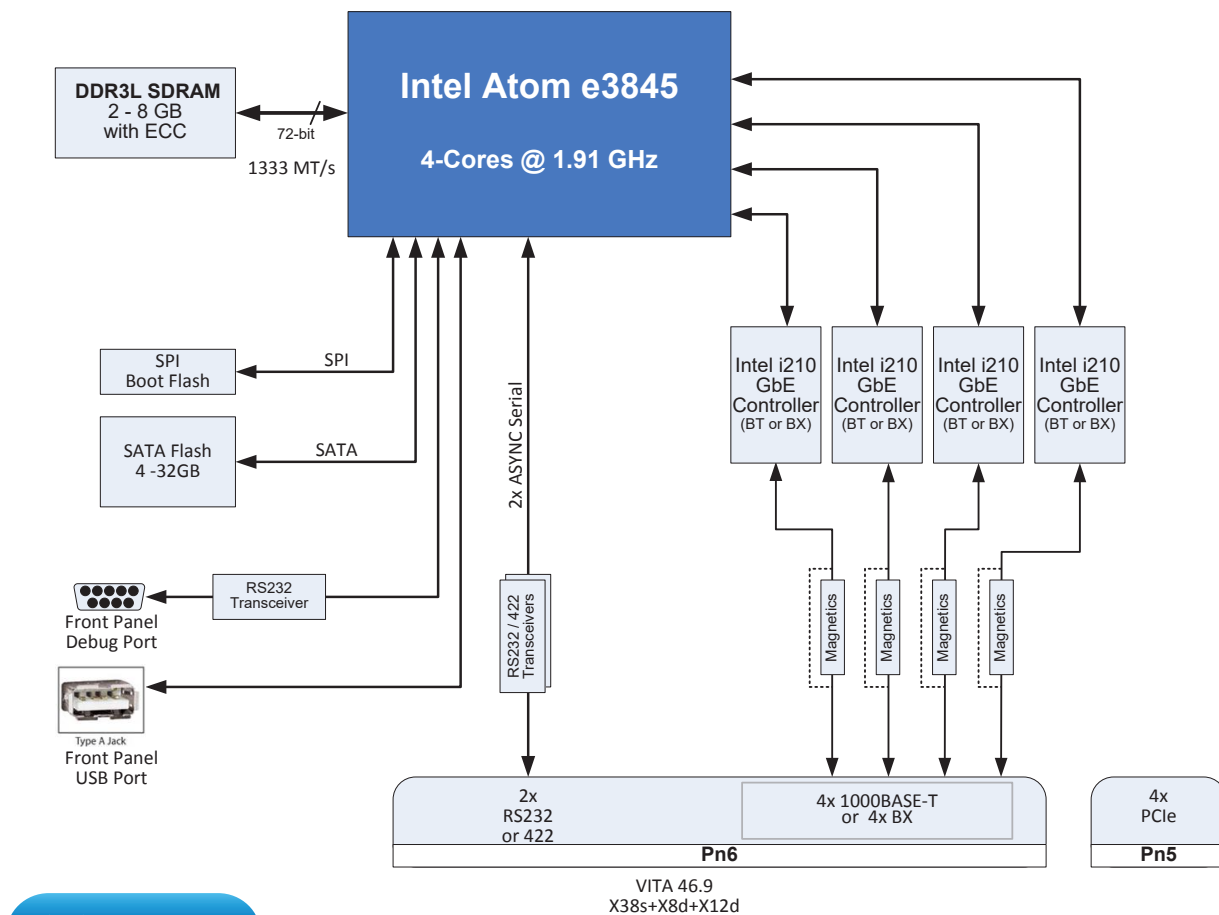 Intel Atom e3845
4-Cores @ 1.91 GHz
DDR3L SDRAM
2 - 8 GB
with ECC
72-bit
1333 MT/s
SPI
Boot Flash
SPI
SATA Flash
4 -32GB
SATA
2x ASYNC Serial
Intel i210
GbE
Controller
(BT or BX)
Intel i210
GbE
Controller
(BT or BX)
Intel i210
GbE
Controller
(BT or BX)
Intel i210
GbE
Controller
(BT or BX)
RS232
Transceiver
Front Panel
Debug Port
Type A Jack
Front Panel
USB Port
RS232 / 422
Transceivers
Magnetics
Magnetics
Magnetics
Magnetics
2x
RS232
or 422
4x 1000BASE-T
or 4x BX
Pn6
4x
PCIe
Pn5
VITA 46.9
X38s+X8d+X12d